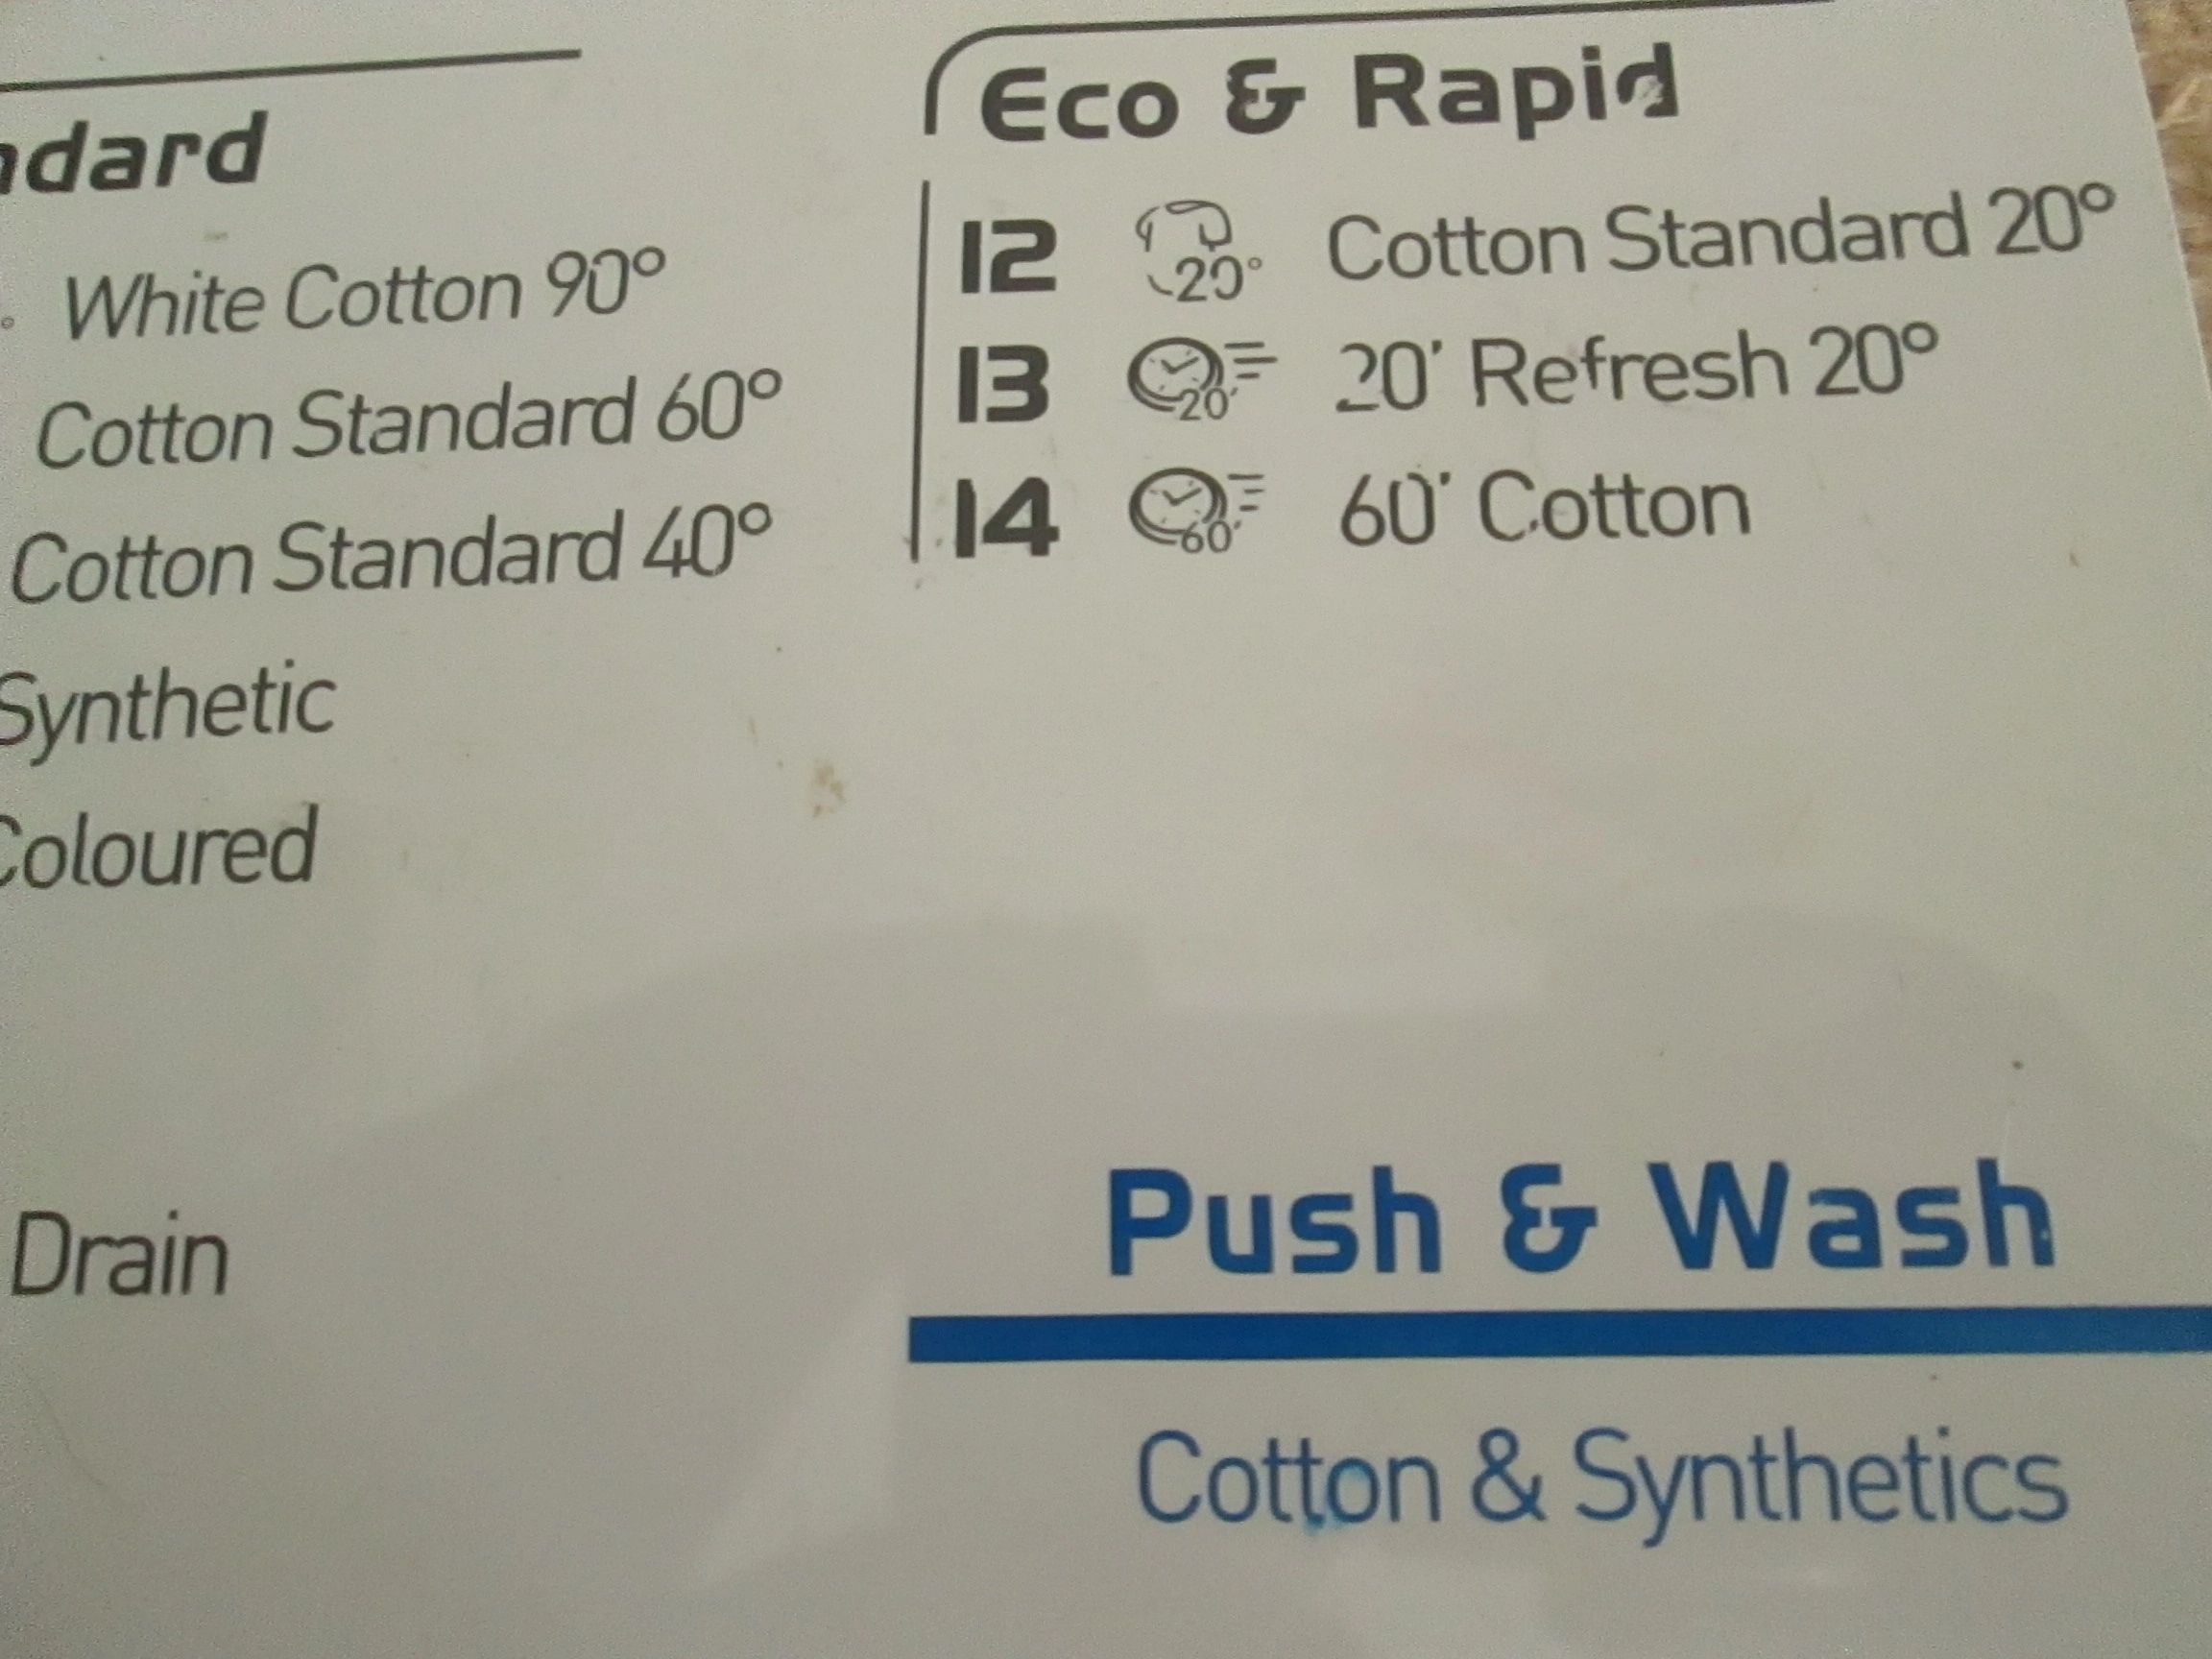 Standard
White Cotton 90°
Cotton Standard 60°
Cotton Standard 40°
Synthetic
Coloured
Drain
Eco & Rapid
12 20° Cotton Standard 20°
13 20' 20' Refresh 20°
14 60' 60' Cotton
Push & Wash
Cotton & Synthetics